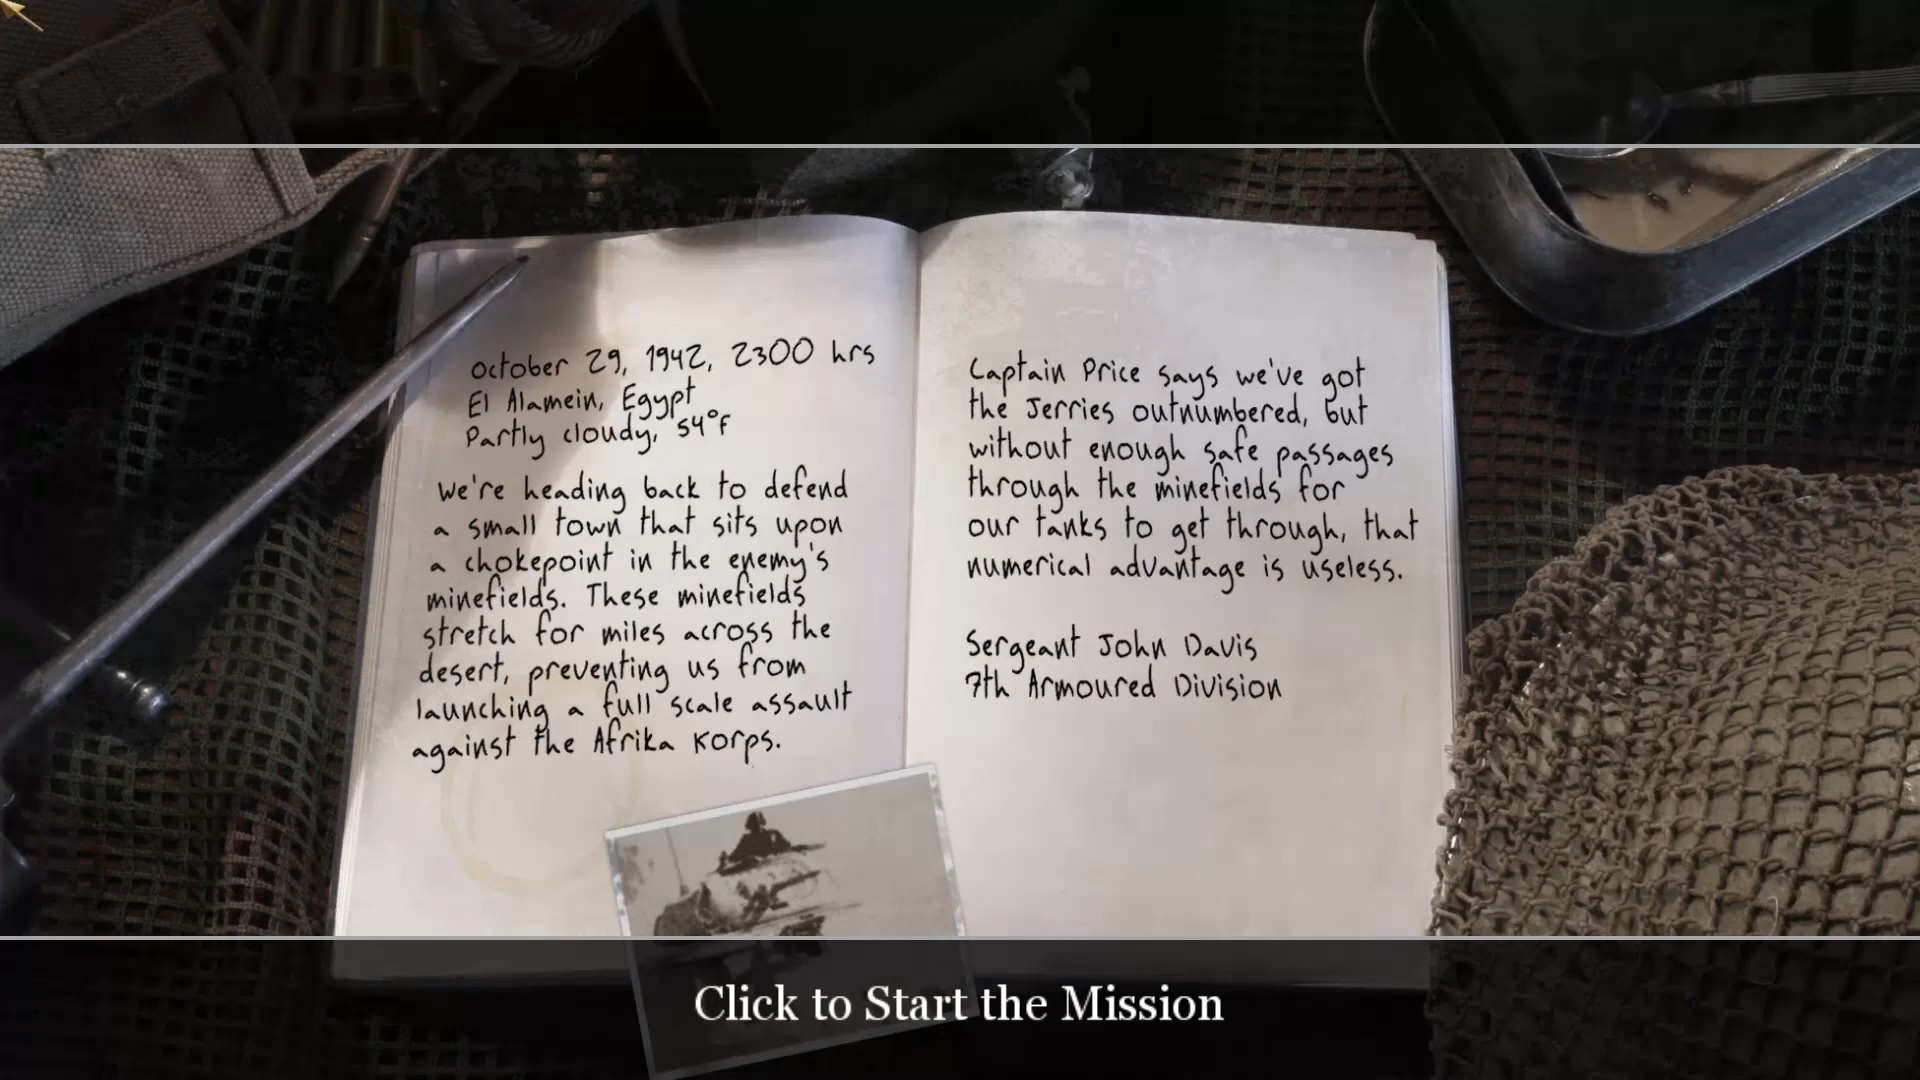 October 29, 1942, 2300 hrs
El Alamein, Egypt
Partly cloudy, 54°F
We're heading back to defend
a small town that sits upon
a chokepoint in the enemy's
minefields. These minefields
stretch for miles across the
desert, preventing us from
launching a full scale assault
against the Afrika Korps.
Captain Price says we've got
the Jerries outnumbered, but
without enough safe passages
through the minefields for
our tanks to get through, that
numerical advantage is useless.
Sergeant John Davis
7th Armoured Division
Click to Start the Mission